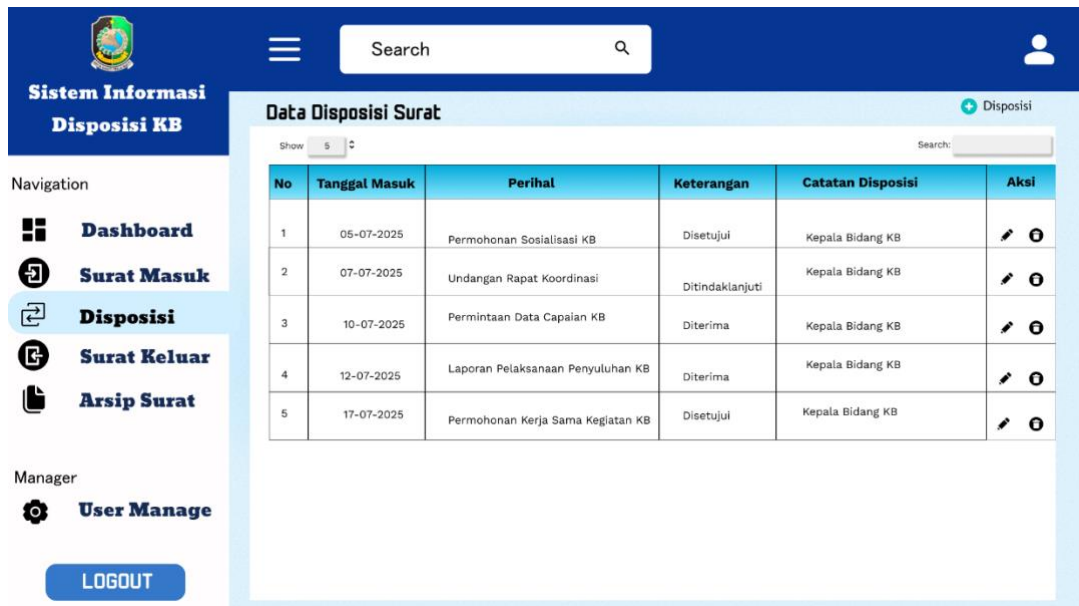 Sistem Informasi
Disposisi KB
Search
Navigation
Dashboard
Surat Masuk
Disposisi
Surat Keluar
Arsip Surat
Manager
User Manage
LOGOUT
Data Disposisi Surat
Disposisi
Show 5
Search:
No Tanggal Masuk Perihal Keterangan Catatan Disposisi Aksi
1 05-07-2025 Permohonan Sosialisasi KB Disetujui Kepala Bidang KB
2 07-07-2025 Undangan Rapat Koordinasi Ditindaklanjuti Kepala Bidang KB
3 10-07-2025 Permintaan Data Capaian KB Diterima Kepala Bidang KB
4 12-07-2025 Laporan Pelaksanaan Penyuluhan KB Diterima Kepala Bidang KB
5 17-07-2025 Permohonan Kerja Sama Kegiatan KB Disetujui Kepala Bidang KB